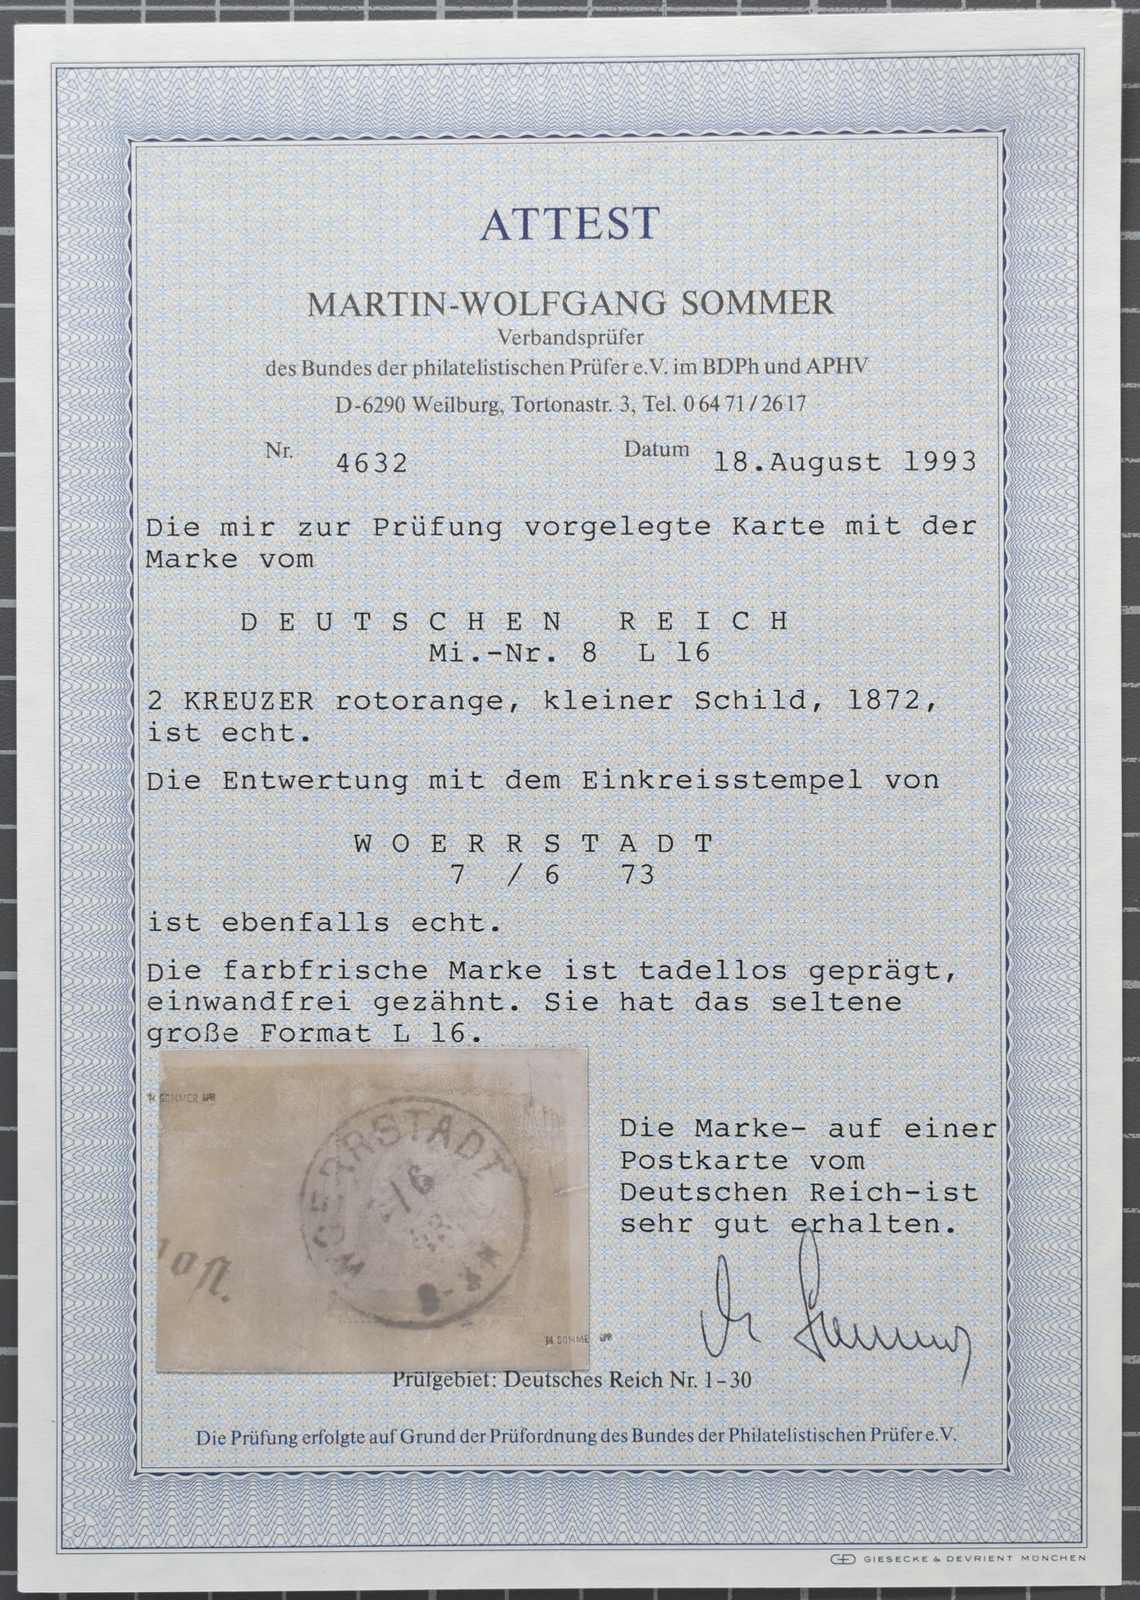 ATTEST
MARTIN-WOLFGANG SOMMER
Verbandsprüfer
des Bundes der philatelistischen Prüfer e.V. im BDPh und APHV
D-6290 Weilburg, Tortonastr. 3, Tel. 0 64 71 / 26 17
Nr. 4632 Datum 18.August 1993
Die mir zur Prüfung vorgelegte Karte mit der
Marke vom
D E U T S C H E N   R E I C H
Mi.-Nr. 8 L 16
2 KREUZER rotorange, kleiner Schild, 1872,
ist echt.
Die Entwertung mit dem Einkreisstempel von
W O E R R S T A D T
7 / 6 73
ist ebenfalls echt.
Die farbfrische Marke ist tadellos geprägt,
einwandfrei gezähnt. Sie hat das seltene
große Format L 16.
SOMMER
WOERRSTADT
Die Marke- auf einer
Postkarte vom
Deutschen Reich-ist
sehr gut erhalten.
Prüfgebiet: Deutsches Reich Nr. 1-30
Die Prüfung erfolgte auf Grund der Prüfordnung des Bundes der Philatelistischen Prüfer e.V.
GIESECKE & DEVRIENT MÜNCHEN